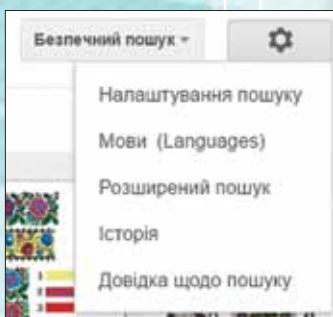 Безпечний пошук
Налаштування пошуку
Мови (Languages)
Розширений пошук
Історія
Довідка щодо пошуку